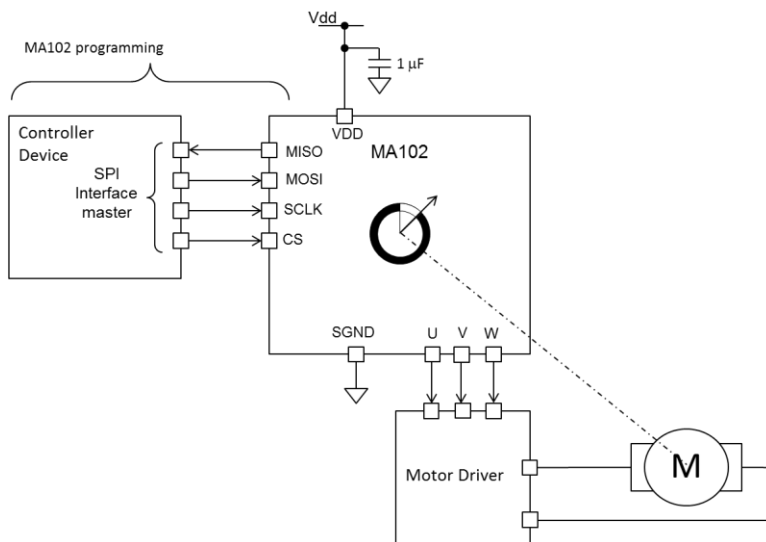 Vdd
MA102 programming
1 µF
Controller
Device
VDD
MISO
MA102
SPI
Interface
master
MOSI
SCLK
CS
SGND
U
V
W
Motor Driver
M